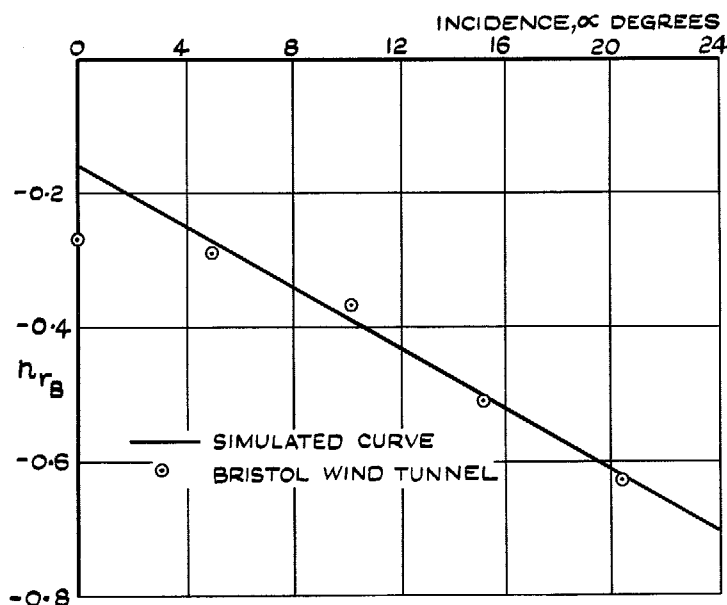 INCIDENCE,∝ DEGREES
0 4 8 12 16 20 24
-0.2
-0.4
nrB
-0.6
-0.8
SIMULATED CURVE
BRISTOL WIND TUNNEL